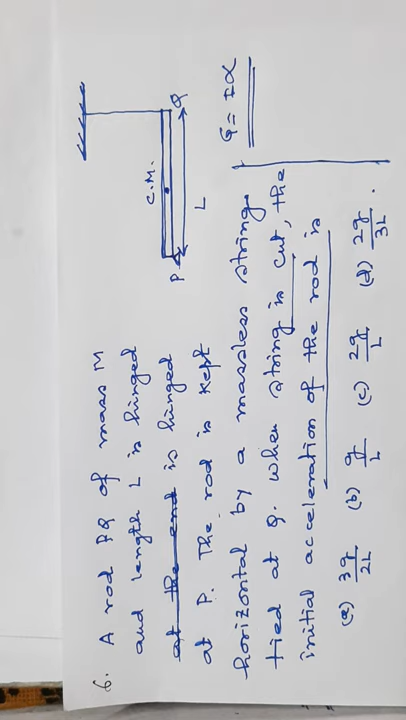 6. A rod PQ of mass M
and length L is hinged
at the end is hinged
at P. The rod is kept
horizontal by a massless string
tied at Q. When string is cut, the
initial acceleration of the rod is
(a) 3g/2L (b) g/L (c) 2g/L (d) 2g/3L.
C.M.
P
Q
L
G = Iα